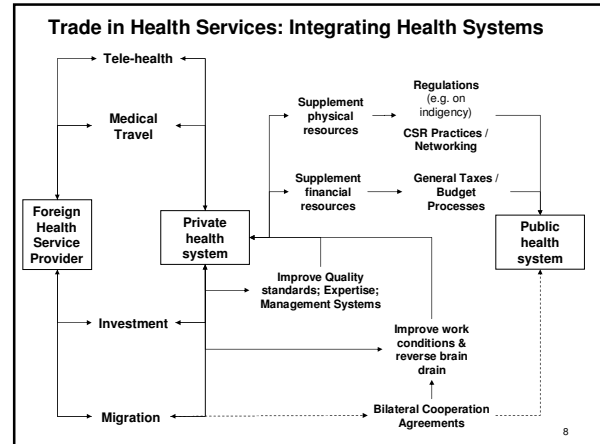 Trade in Health Services: Integrating Health Systems
Tele-health
Medical
Travel
Foreign
Health
Service
Provider
Private
health
system
Investment
Migration
Supplement
physical
resources
Regulations
(e.g. on
indigency)
CSR Practices /
Networking
Supplement
financial
resources
General Taxes /
Budget
Processes
Public
health
system
Improve Quality
standards; Expertise;
Management Systems
Improve work
conditions &
reverse brain
drain
Bilateral Cooperation
Agreements
8